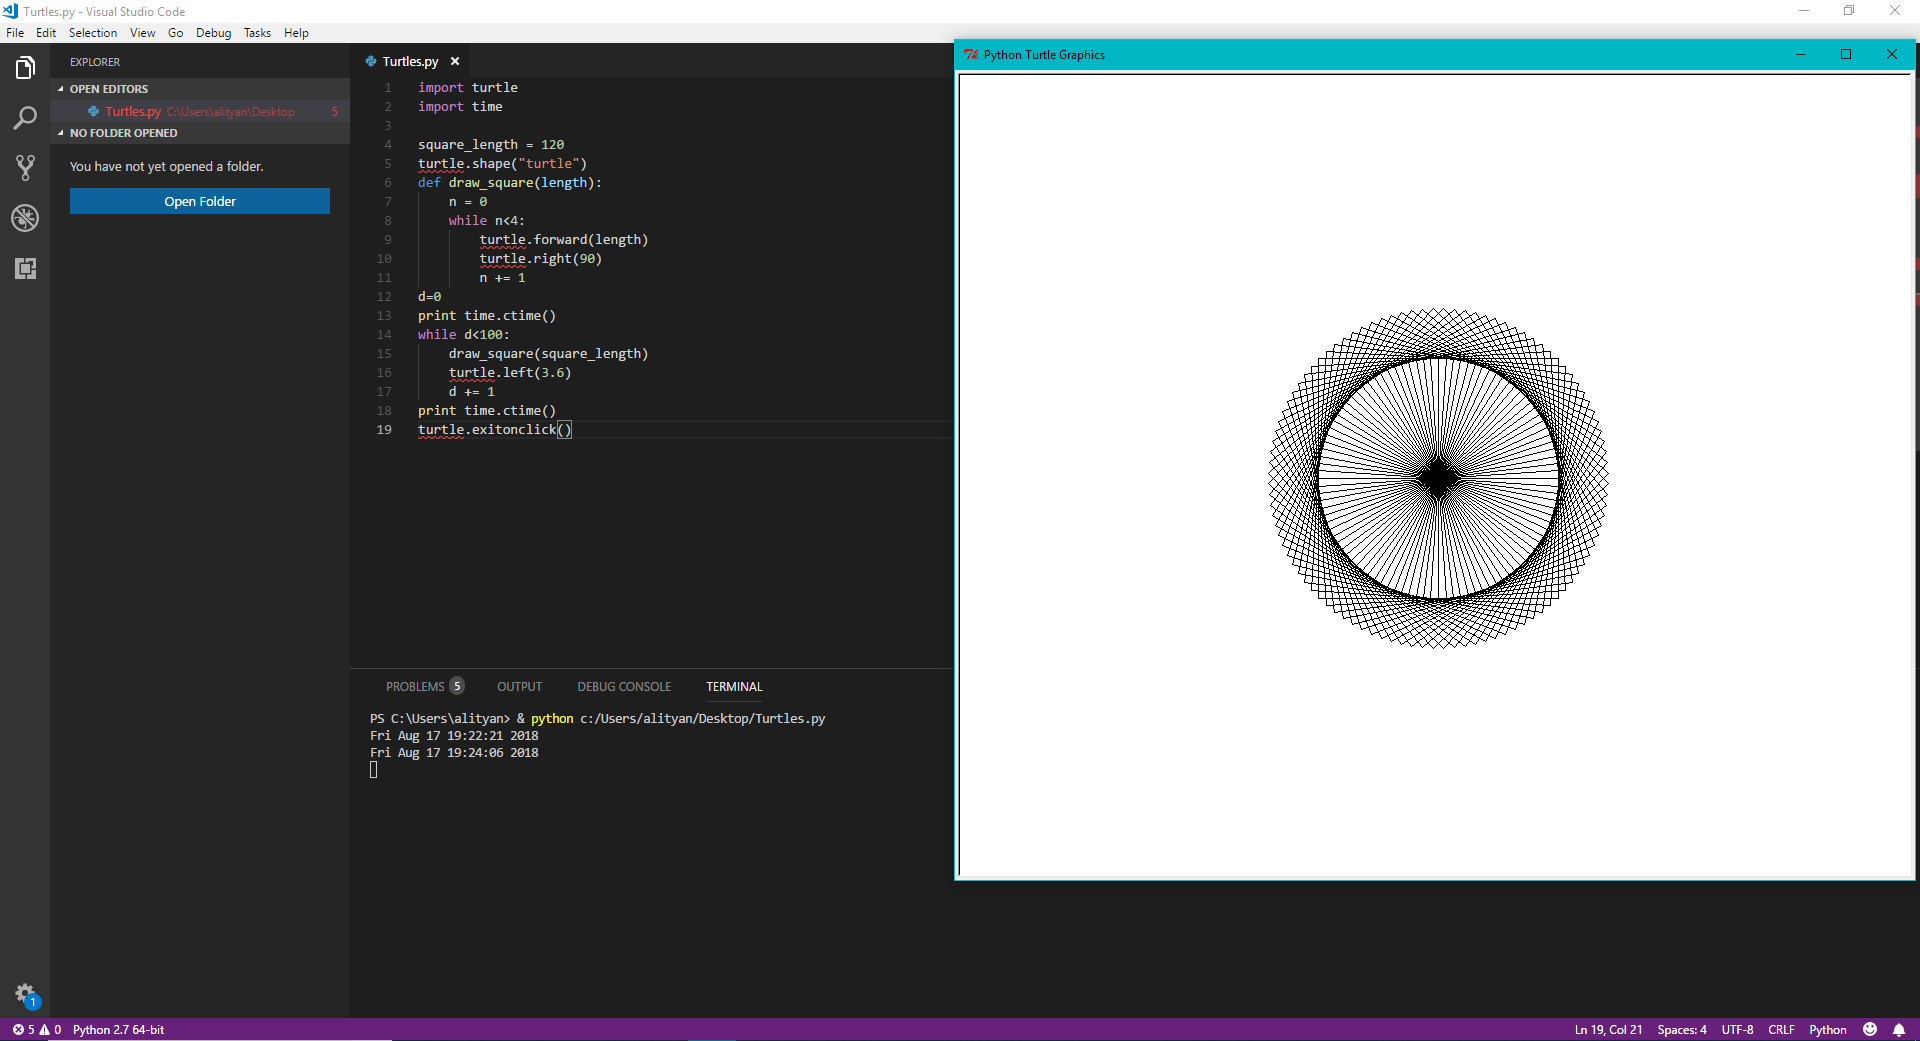 Turtles.py - Visual Studio Code
File Edit Selection View Go Debug Tasks Help
EXPLORER
OPEN EDITORS
Turtles.py C:\Users\alityan\Desktop 5
NO FOLDER OPENED
You have not yet opened a folder.
Open Folder
Turtles.py
1 import turtle
2 import time
3
4 square_length = 120
5 turtle.shape("turtle")
6 def draw_square(length):
7     n = 0
8     while n<4:
9         turtle.forward(length)
10         turtle.right(90)
11         n += 1
12 d=0
13 print time.ctime()
14 while d<100:
15     draw_square(square_length)
16     turtle.left(3.6)
17     d += 1
18 print time.ctime()
19 turtle.exitonclick()
Python Turtle Graphics
PROBLEMS 5 OUTPUT DEBUG CONSOLE TERMINAL
PS C:\Users\alityan> & python c:/Users/alityan/Desktop/Turtles.py
Fri Aug 17 19:22:21 2018
Fri Aug 17 19:24:06 2018
1
5 0 Python 2.7 64-bit Ln 19, Col 21 Spaces: 4 UTF-8 CRLF Python